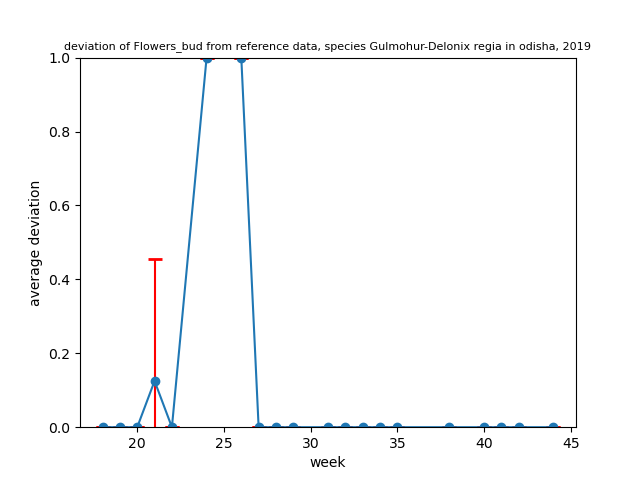 deviation of Flowers_bud from reference data, species Gulmohur-Delonix regia in odisha, 2019
1.0
0.8
0.6
0.4
0.2
0.0
average deviation
20 25 30 35 40 45
week